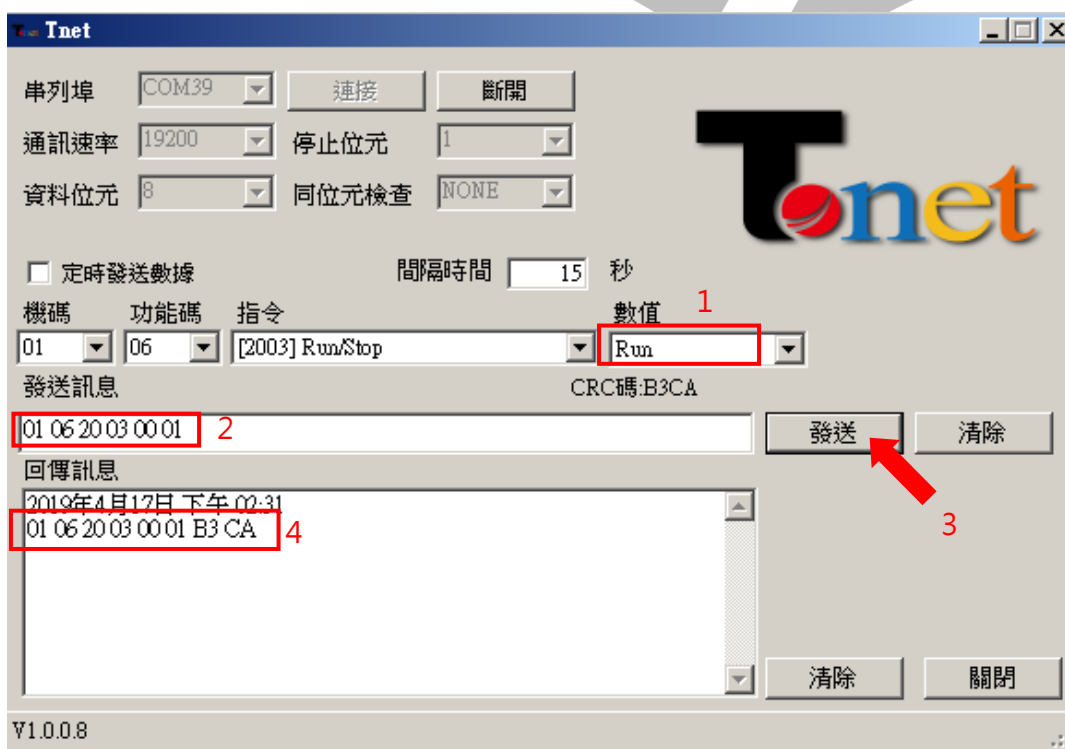 Tnet
串列埠 COM39 連接 斷開
通訊速率 19200 停止位元 1
資料位元 8 同位元檢查 NONE
Tonet
定時發送數據 間隔時間 15 秒
1
機碼 功能碼 指令 數值
01 06 [2003] Run/Stop Run
發送訊息 CRC碼:B3CA
01 06 20 03 00 01 2 發送 清除
回傳訊息
2019年4月17日 下午 02:31
01 06 20 03 00 01 B3 CA 4
3
清除 關閉
V1.0.0.8